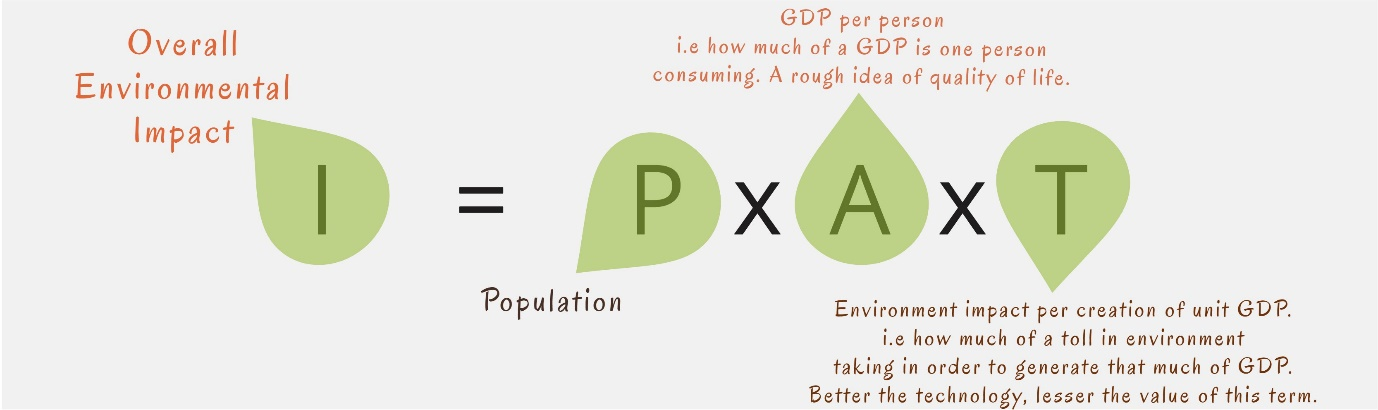 Overall
Environmental
Impact
GDP per person
i.e how much of a GDP is one person
consuming. A rough idea of quality of life.
I = P x A x T
Population
Environment impact per creation of unit GDP.
i.e how much of a toll in environment
taking in order to generate that much of GDP.
Better the technology, lesser the value of this term.